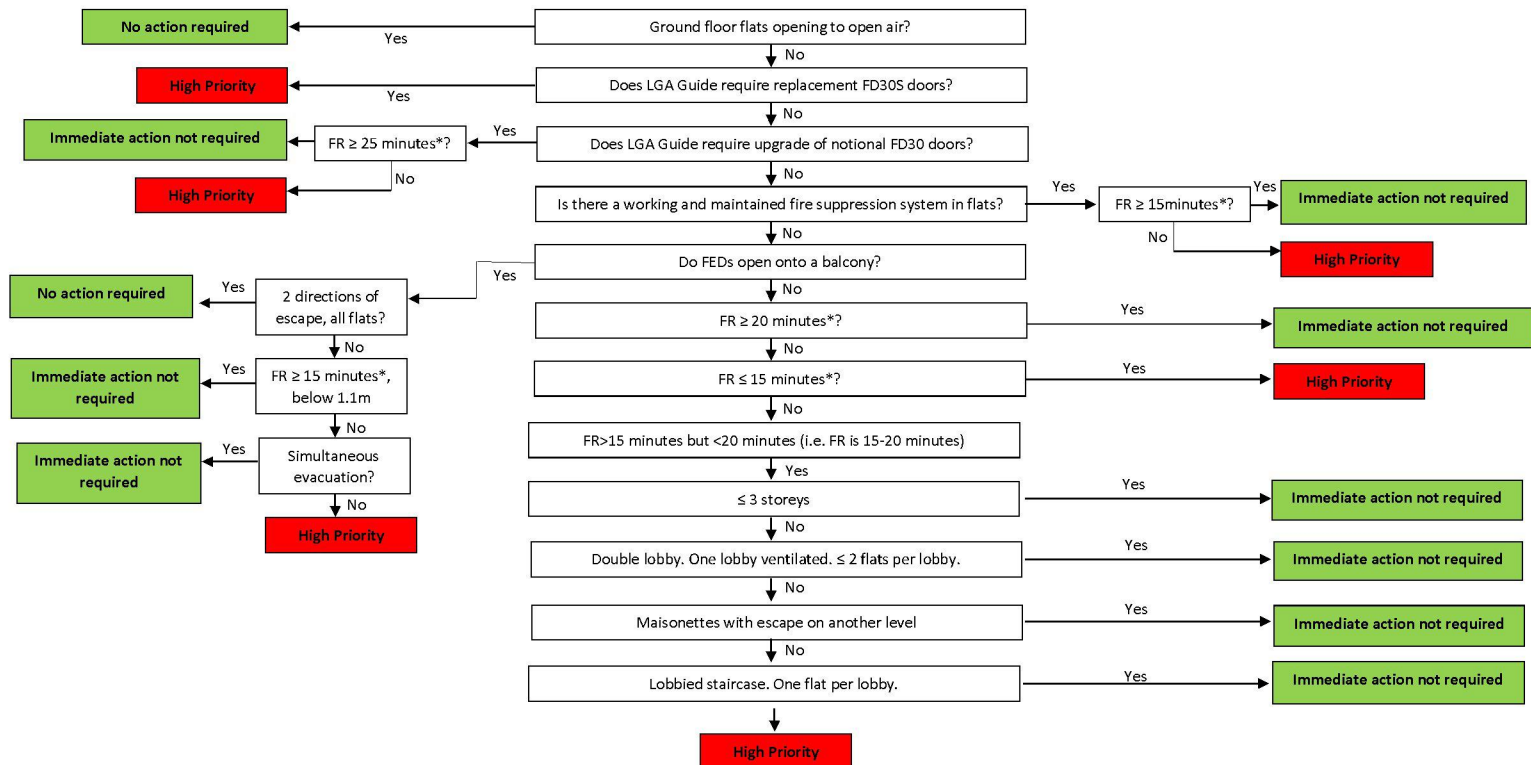 No action required
Yes
Ground floor flats opening to open air?
No
High Priority
Yes
Does LGA Guide require replacement FD30S doors?
No
Immediate action not required
FR ≥ 25 minutes*?
Yes
Does LGA Guide require upgrade of notional FD30 doors?
No
High Priority
No
Is there a working and maintained fire suppression system in flats?
Yes
FR ≥ 15minutes*?
Yes
Immediate action not required
No
High Priority
No
Do FEDs open onto a balcony?
Yes
No
No action required
Yes
2 directions of
escape, all flats?
No
FR ≥ 20 minutes*?
Yes
Immediate action not required
No
Immediate action not
required
Yes
FR ≥ 15 minutes*,
below 1.1m
No
FR ≤ 15 minutes*?
Yes
High Priority
No
Immediate action not
required
Yes
Simultaneous
evacuation?
No
High Priority
FR>15 minutes but <20 minutes (i.e. FR is 15-20 minutes)
Yes
≤ 3 storeys
Yes
Immediate action not required
No
Double lobby. One lobby ventilated. ≤ 2 flats per lobby.
Yes
Immediate action not required
No
Maisonettes with escape on another level
Yes
Immediate action not required
No
Lobbied staircase. One flat per lobby.
Yes
Immediate action not required
High Priority